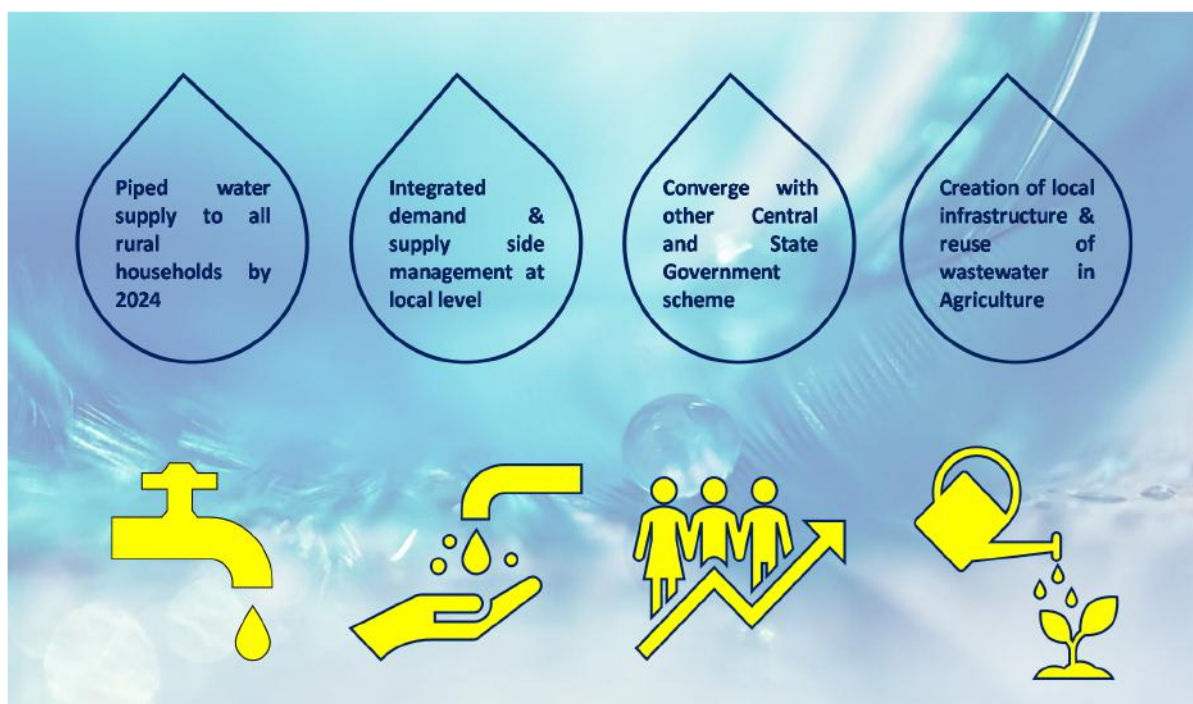 Piped water
supply to all
rural
households by
2024
Integrated
demand &
supply side
management at
local level
Converge with
other Central
and State
Government
scheme
Creation of local
infrastructure &
reuse of
wastewater in
Agriculture